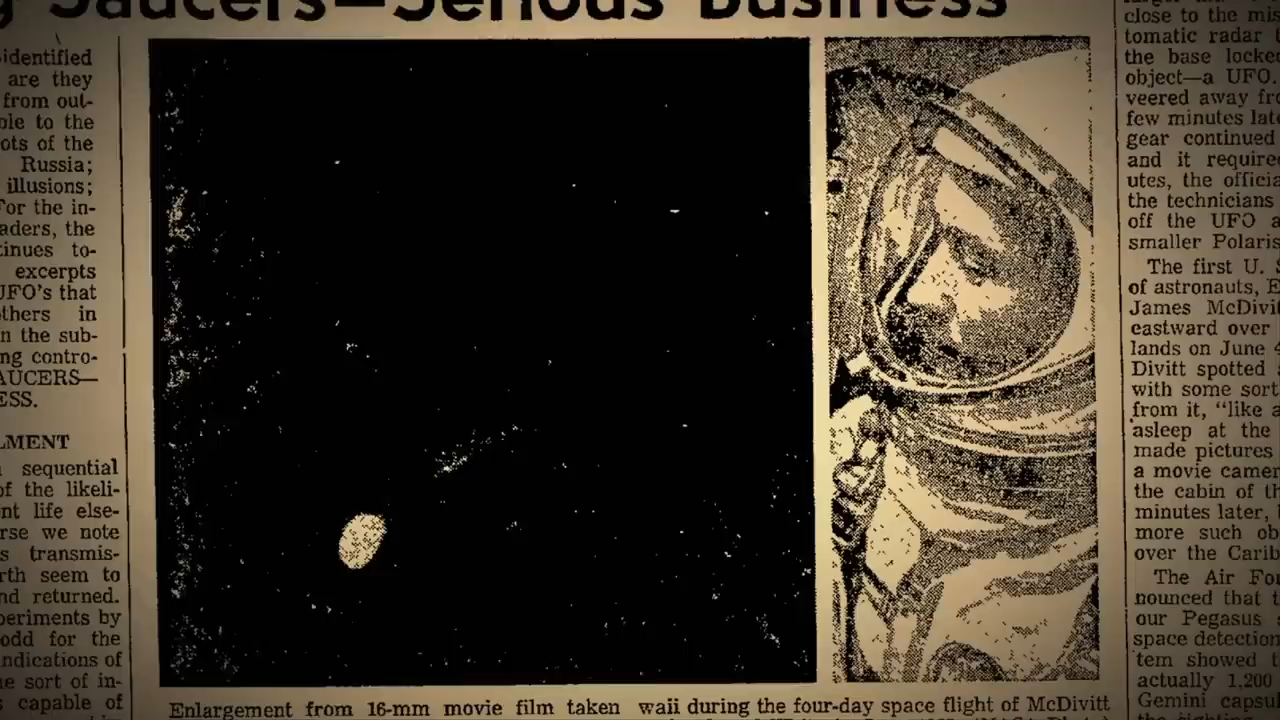 Saucers—Serious Business
identified
are they
from out-
ble to the
ots of the
Russia;
illusions;
For the in-
aders, the
tinues to-
excerpts
UFO's that
others in
n the sub-
ng contro-
AUCERS—
ESS.
LMENT
sequential
of the likeli-
nt life else-
rse we note
s transmis-
rth seem to
nd returned.
periments by
odd for the
ndications of
e sort of in-
s capable of
Enlargement from 16-mm movie film taken
waii during the four-day space flight of McDivitt
close to the mis
tomatic radar
the base locke
object—a UFO.
veered away fro
few minutes late
gear continued
and it require
utes, the officia
the technicians
off the UFO a
smaller Polaris
The first U. S
of astronauts, E
James McDivi
eastward over
lands on June 4
Divitt spotted
with some sort
from it, "like a
asleep at the
made pictures
a movie camer
the cabin of th
minutes later,
more such ob
over the Carib
The Air For
nounced that t
our Pegasus
space detection
tem showed t
actually 1,200
Gemini capsu